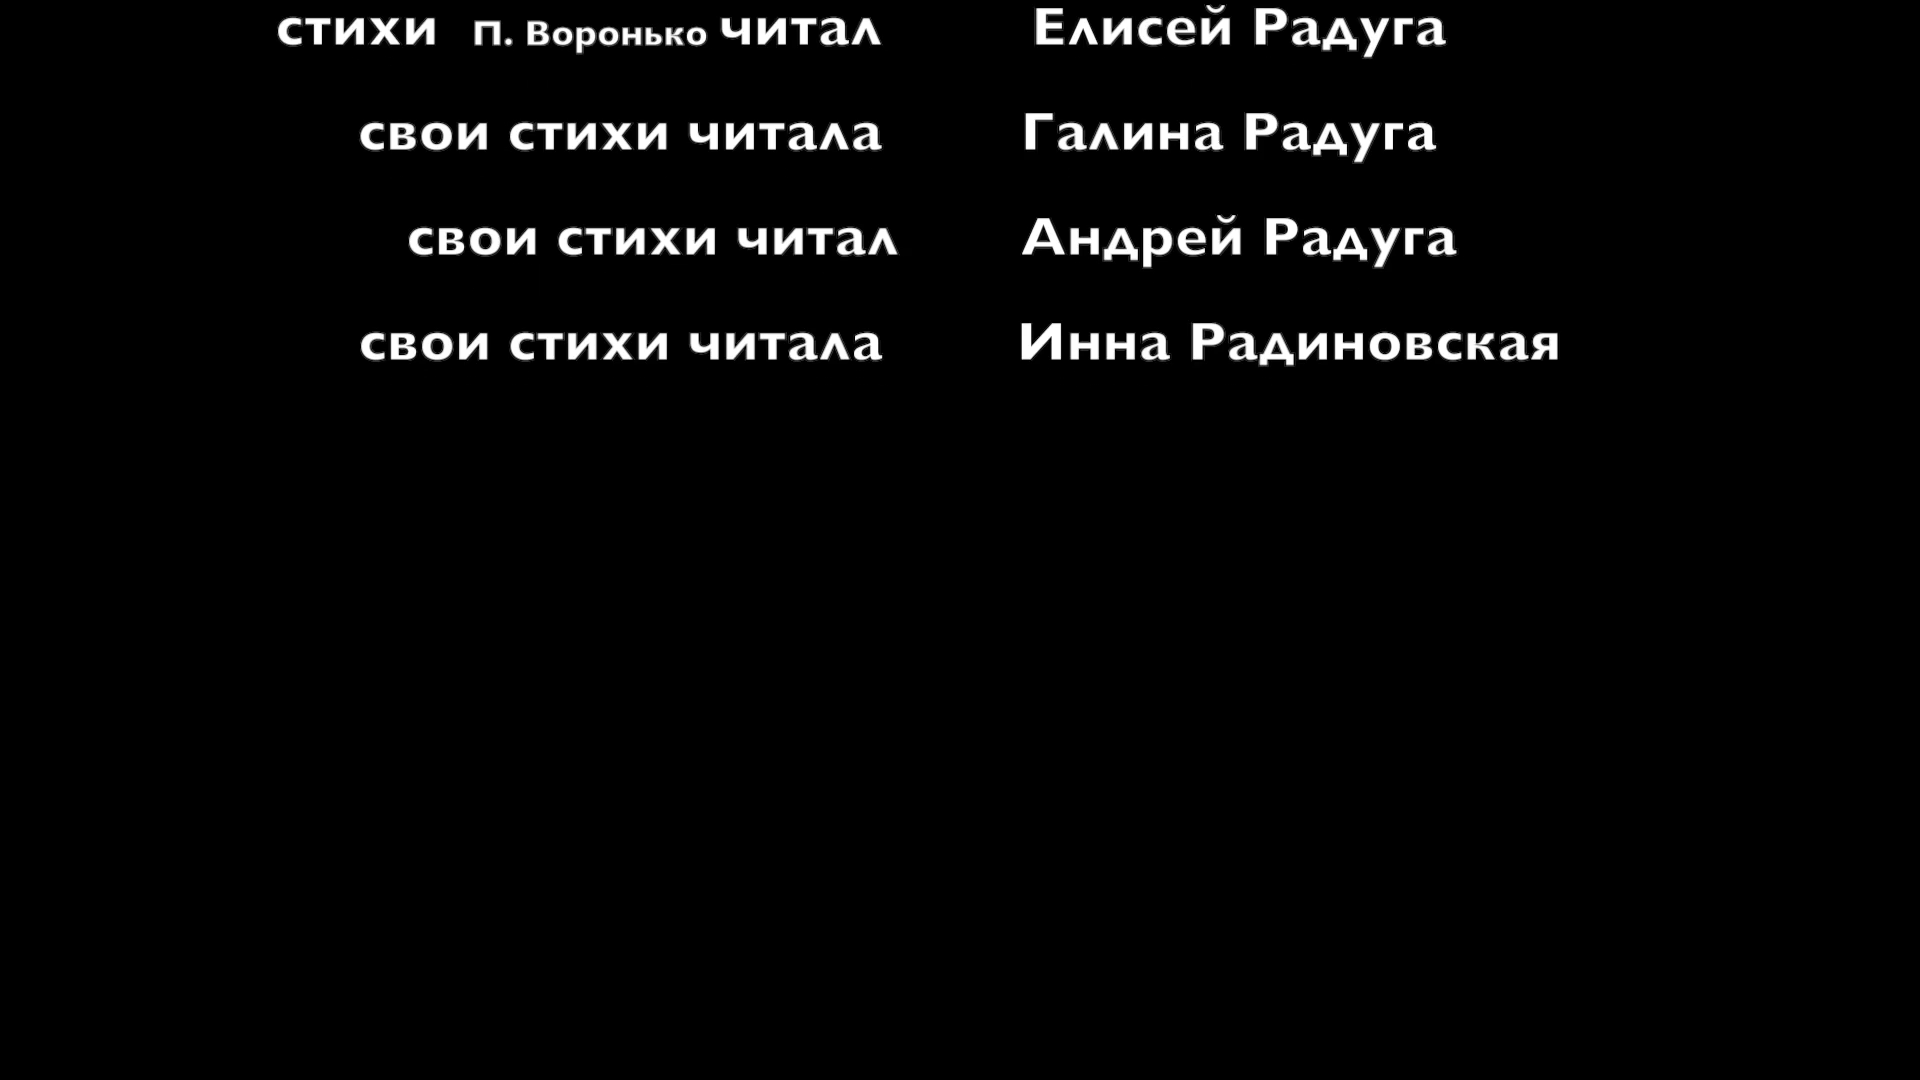 стихи П. Воронько читал Елисей Радуга
свои стихи читала Галина Радуга
свои стихи читал Андрей Радуга
свои стихи читала Инна Радиновская